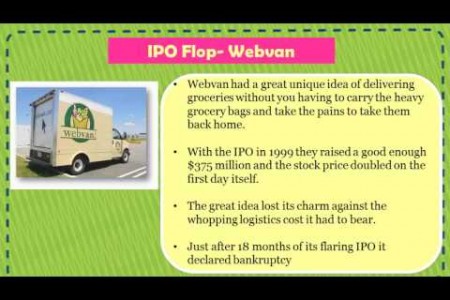 IPO Flop- Webvan
webvan
• Webvan had a great unique idea of delivering
groceries without you having to carry the heavy
grocery bags and take the pains to take them
back home.
• With the IPO in 1999 they raised a good enough
$375 million and the stock price doubled on the
first day itself.
• The great idea lost its charm against the
whopping logistics cost it had to bear.
• Just after 18 months of its flaring IPO it
declared bankruptcy